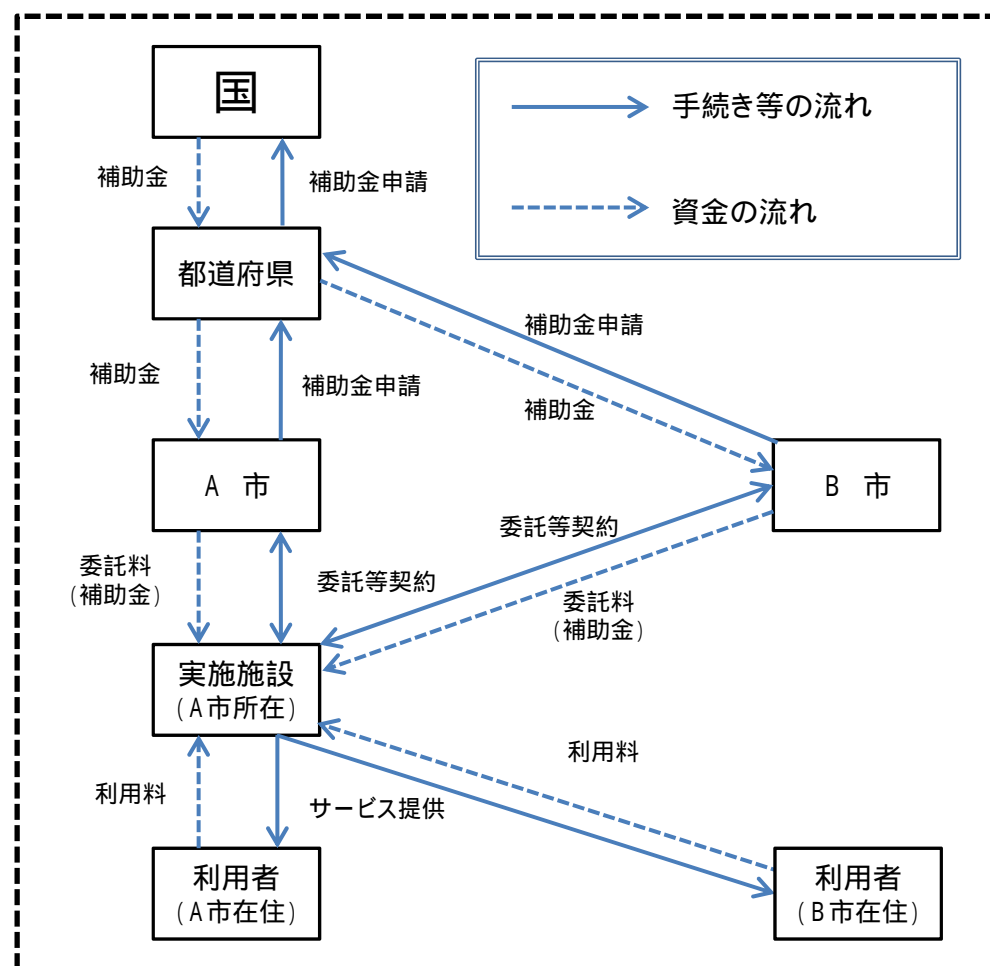 国
手続き等の流れ
資金の流れ
補助金
補助金申請
都道府県
補助金申請
補助金
補助金
補助金申請
A 市
B 市
委託等契約
委託料
(補助金)
委託等契約
委託料
(補助金)
実施施設
(A市所在)
利用料
利用料
サービス提供
利用者
(A市在住)
利用者
(B市在住)